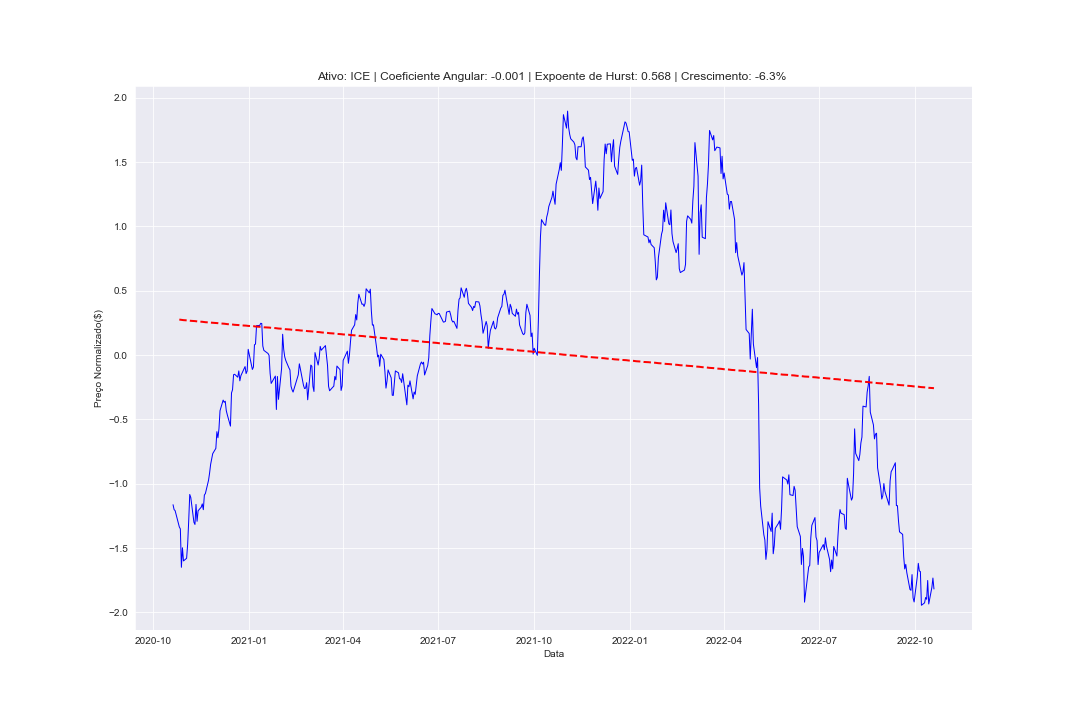 Ativo: ICE | Coeficiente Angular: -0.001 | Expoente de Hurst: 0.568 | Crescimento: -6.3%
2.0
1.5
1.0
0.5
0.0
−0.5
−1.0
−1.5
−2.0
Preço Normalizado($)
2020-10 2021-01 2021-04 2021-07 2021-10 2022-01 2022-04 2022-07 2022-10
Data